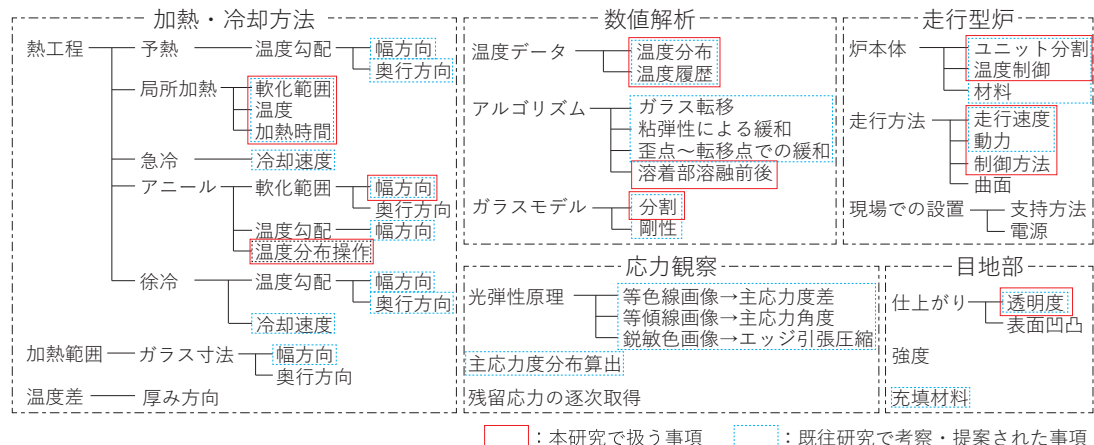 加熱・冷却方法
熱工程
予熱
温度勾配
幅方向
奥行方向
局所加熱
軟化範囲
温度
加熱時間
急冷
冷却速度
アニール
軟化範囲
幅方向
奥行方向
温度勾配
幅方向
温度分布操作
徐冷
温度勾配
幅方向
奥行方向
冷却速度
加熱範囲
ガラス寸法
幅方向
奥行方向
温度差
厚み方向
数値解析
温度データ
温度分布
温度履歴
アルゴリズム
ガラス転移
粘弾性による緩和
歪点～転移点での緩和
溶着部溶融前後
ガラスモデル
分割
剛性
走行型炉
炉本体
ユニット分割
温度制御
材料
走行方法
走行速度
動力
制御方法
曲面
現場での設置
支持方法
電源
応力観察
光弾性原理
等色線画像→主応力度差
等傾線画像→主応力角度
鋭敏色画像→エッジ引張圧縮
主応力度分布算出
残留応力の逐次取得
目地部
仕上がり
透明度
表面凹凸
強度
充填材料
：本研究で扱う事項
：既往研究で考察・提案された事項